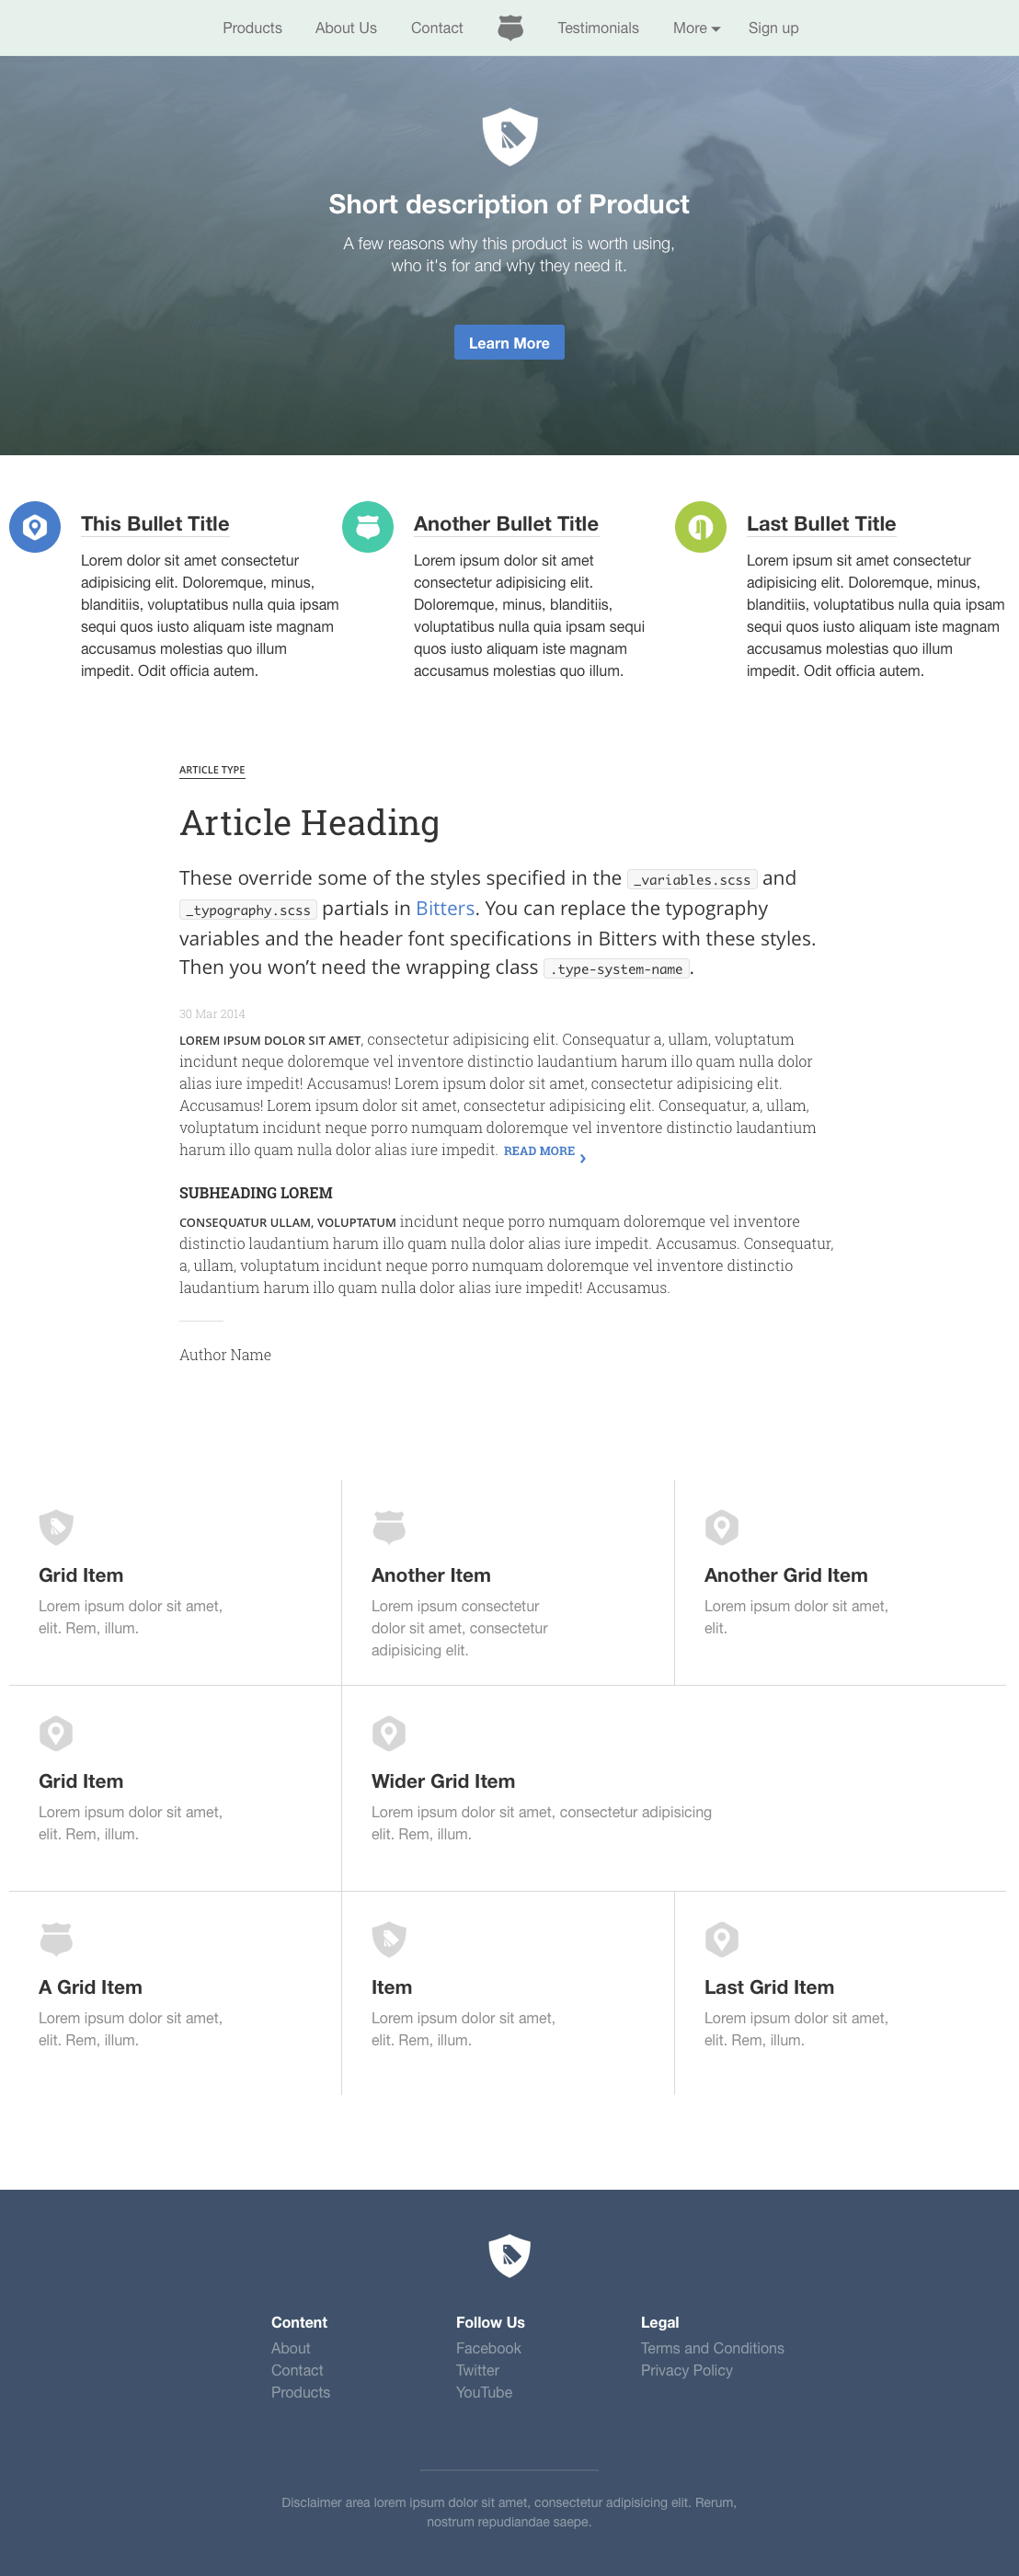 Products About Us Contact Testimonials More Sign up
Short description of Product
A few reasons why this product is worth using,
who it's for and why they need it.
Learn More
This Bullet Title
Lorem dolor sit amet consectetur
adipisicing elit. Doloremque, minus,
blanditiis, voluptatibus nulla quia ipsam
sequi quos iusto aliquam iste magnam
accusamus molestias quo illum
impedit. Odit officia autem.
Another Bullet Title
Lorem ipsum dolor sit amet
consectetur adipisicing elit.
Doloremque, minus, blanditiis,
voluptatibus nulla quia ipsam sequi
quos iusto aliquam iste magnam
accusamus molestias quo illum.
Last Bullet Title
Lorem ipsum dolor sit amet consectetur
adipisicing elit. Doloremque, minus,
blanditiis, voluptatibus nulla quia ipsam
sequi quos iusto aliquam iste magnam
accusamus molestias quo illum
impedit. Odit officia autem.
ARTICLE TYPE
Article Heading
These override some of the styles specified in the _variables.scss and
_typography.scss partials in Bitters. You can replace the typography
variables and the header font specifications in Bitters with these styles.
Then you won’t need the wrapping class .type-system-name.
30 Mar 2014
LOREM IPSUM DOLOR SIT AMET, consectetur adipisicing elit. Consequatur a, ullam, voluptatum
incidunt neque doloremque vel inventore distinctio laudantium harum illo quam nulla dolor
alias iure impedit! Accusamus! Lorem ipsum dolor sit amet, consectetur adipisicing elit.
Accusamus! Lorem ipsum dolor sit amet, consectetur adipisicing elit. Consequatur, a, ullam,
voluptatum incidunt neque porro numquam doloremque vel inventore distinctio laudantium
harum illo quam nulla dolor alias iure impedit. READ MORE ›
SUBHEADING LOREM
CONSEQUATUR ULLAM, VOLUPTATUM incidunt neque porro numquam doloremque vel inventore
distinctio laudantium harum illo quam nulla dolor alias iure impedit. Accusamus. Consequatur,
a, ullam, voluptatum incidunt neque porro numquam doloremque vel inventore distinctio
laudantium harum illo quam nulla dolor alias iure impedit! Accusamus.
Author Name
Grid Item
Lorem ipsum dolor sit amet,
elit. Rem, illum.
Another Item
Lorem ipsum consectetur
dolor sit amet, consectetur
adipisicing elit.
Another Grid Item
Lorem ipsum dolor sit amet,
elit.
Grid Item
Lorem ipsum dolor sit amet,
elit. Rem, illum.
Wider Grid Item
Lorem ipsum dolor sit amet, consectetur adipisicing
elit. Rem, illum.
A Grid Item
Lorem ipsum dolor sit amet,
elit. Rem, illum.
Item
Lorem ipsum dolor sit amet,
elit. Rem, illum.
Last Grid Item
Lorem ipsum dolor sit amet,
elit. Rem, illum.
Content
About
Contact
Products
Follow Us
Facebook
Twitter
YouTube
Legal
Terms and Conditions
Privacy Policy
Disclaimer area lorem ipsum dolor sit amet, consectetur adipisicing elit. Rerum,
nostrum repudiandae saepe.